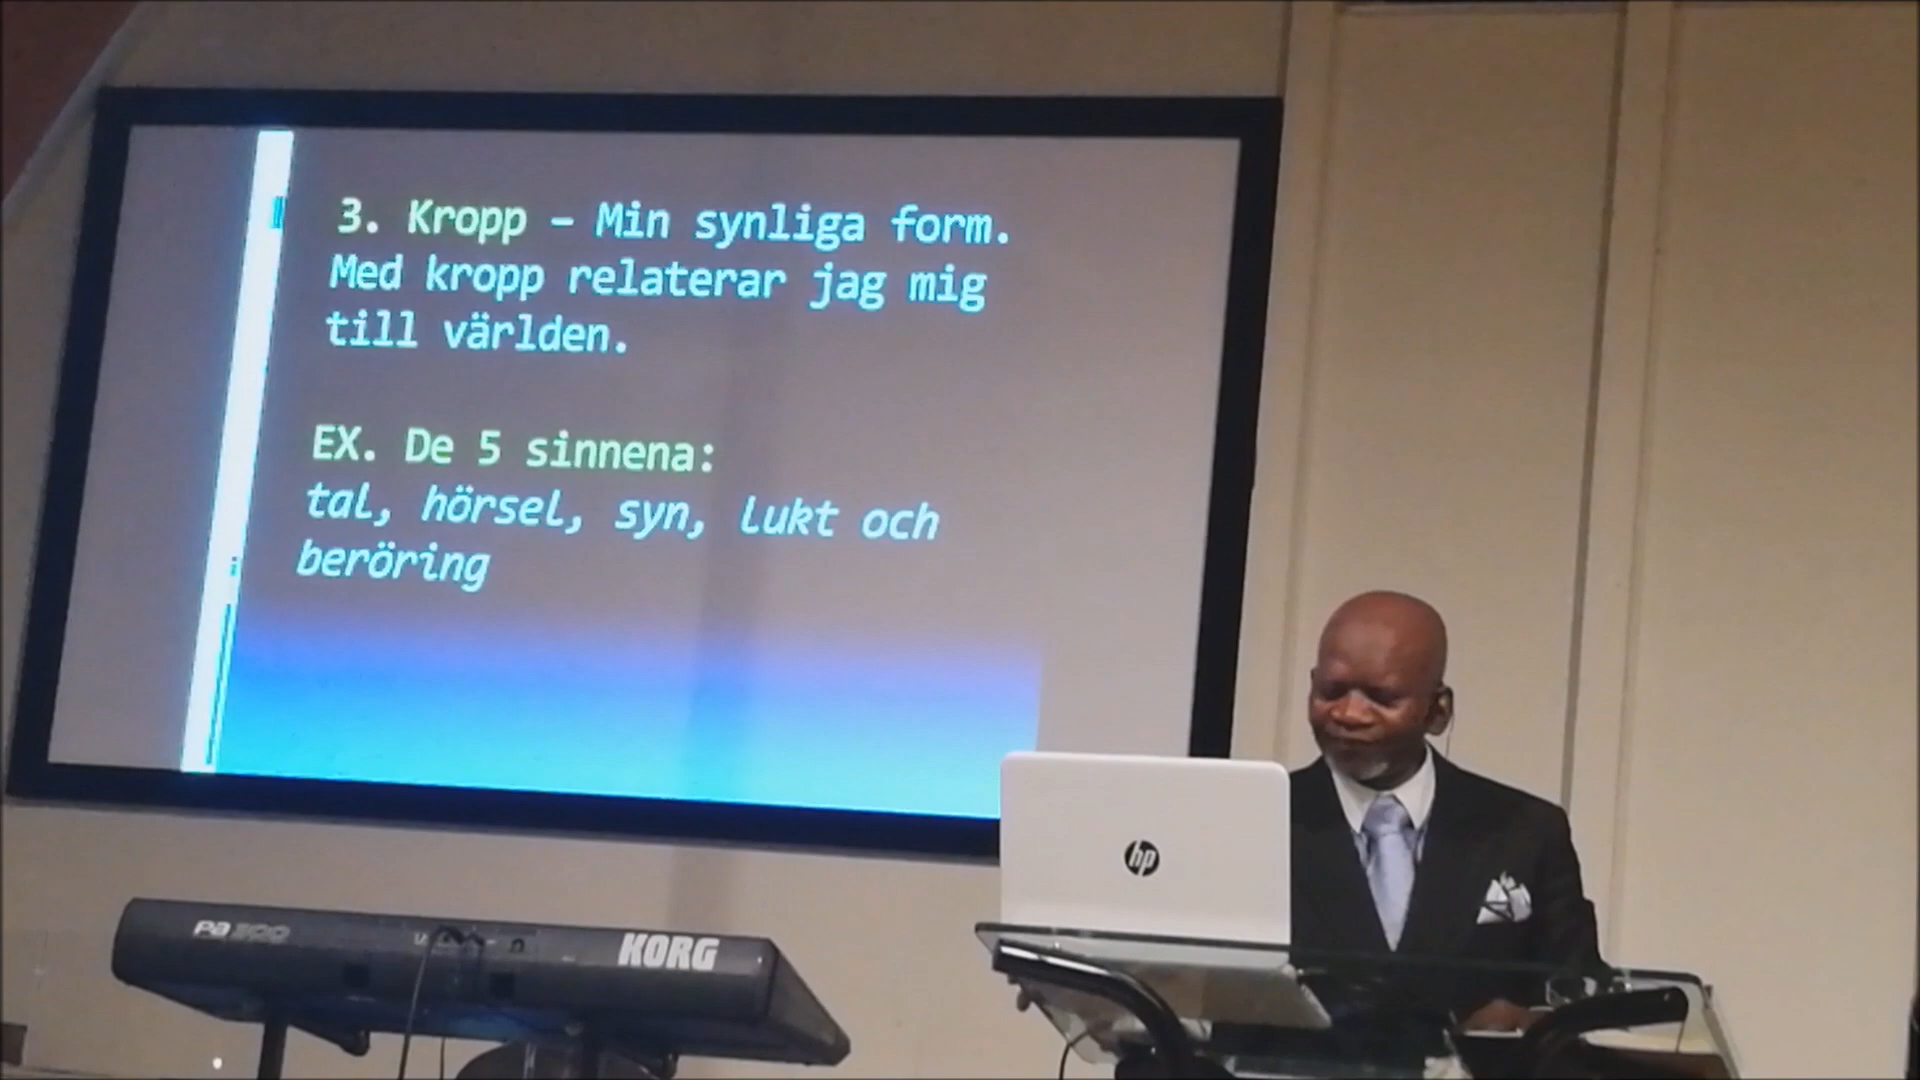 3. Kropp – Min synliga form.
Med kropp relaterar jag mig
till världen.
EX. De 5 sinnena:
tal, hörsel, syn, lukt och
beröring
hp
Pa300
KORG